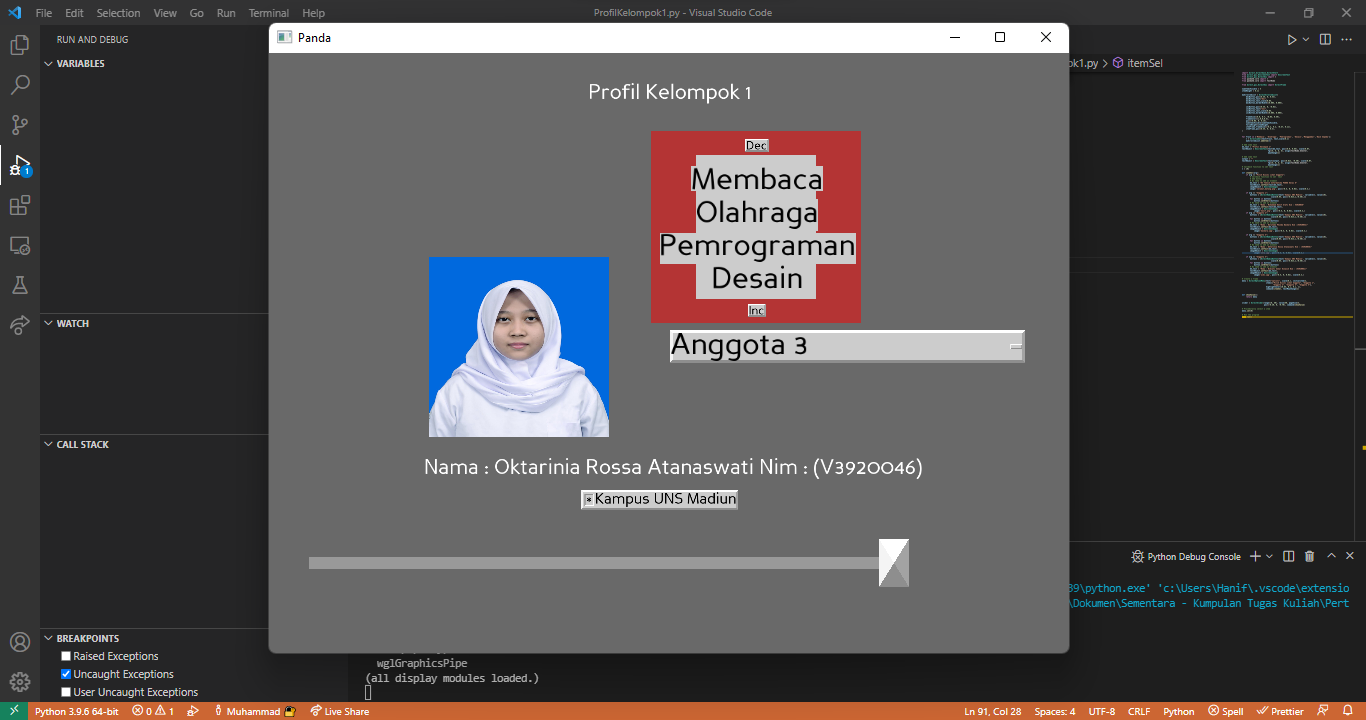 File Edit Selection View Go Run Terminal Help
ProfilKelompok1.py - Visual Studio Code
RUN AND DEBUG
VARIABLES
WATCH
CALL STACK
BREAKPOINTS
Raised Exceptions
Uncaught Exceptions
User Uncaught Exceptions
1
Panda
Profil Kelompok 1
Dec
Membaca
Olahraga
Pemrograman
Desain
Inc
Anggota 3
Nama : Oktarinia Rossa Atanaswati Nim : (V3920046)
*Kampus UNS Madiun
ok1.py > itemSel
Python Debug Console
39\python.exe' 'c:\Users\Hanif\.vscode\extensio
\Dokumen\Sementara - Kumpulan Tugas Kuliah\Pert
wglGraphicsPipe
(all display modules loaded.)
Python 3.9.6 64-bit 0 1 Muhammad Live Share Ln 91, Col 28 Spaces: 4 UTF-8 CRLF Python Spell Prettier